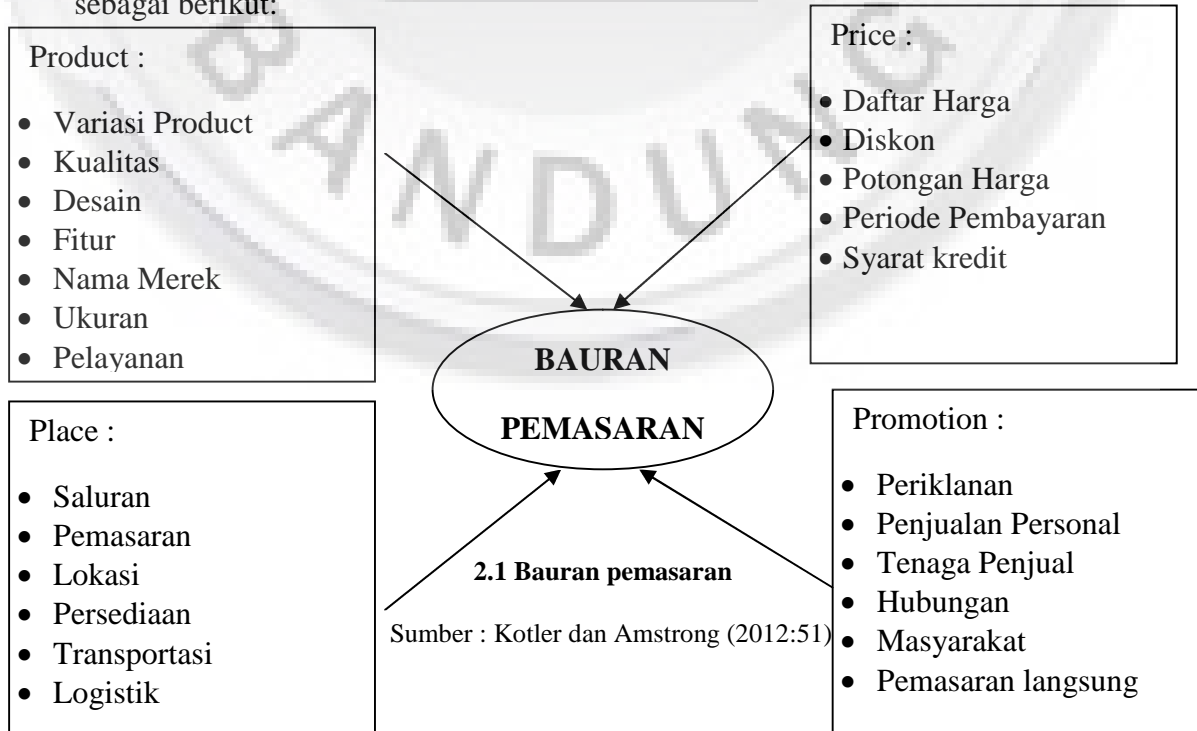 sebagai berikut:
Product :
• Variasi Product
• Kualitas
• Desain
• Fitur
• Nama Merek
• Ukuran
• Pelayanan
Price :
• Daftar Harga
• Diskon
• Potongan Harga
• Periode Pembayaran
• Syarat kredit
BAURAN
PEMASARAN
Place :
• Saluran
• Pemasaran
• Lokasi
• Persediaan
• Transportasi
• Logistik
Promotion :
• Periklanan
• Penjualan Personal
• Tenaga Penjual
• Hubungan
• Masyarakat
• Pemasaran langsung
2.1 Bauran pemasaran
Sumber : Kotler dan Amstrong (2012:51)
BANDUNG